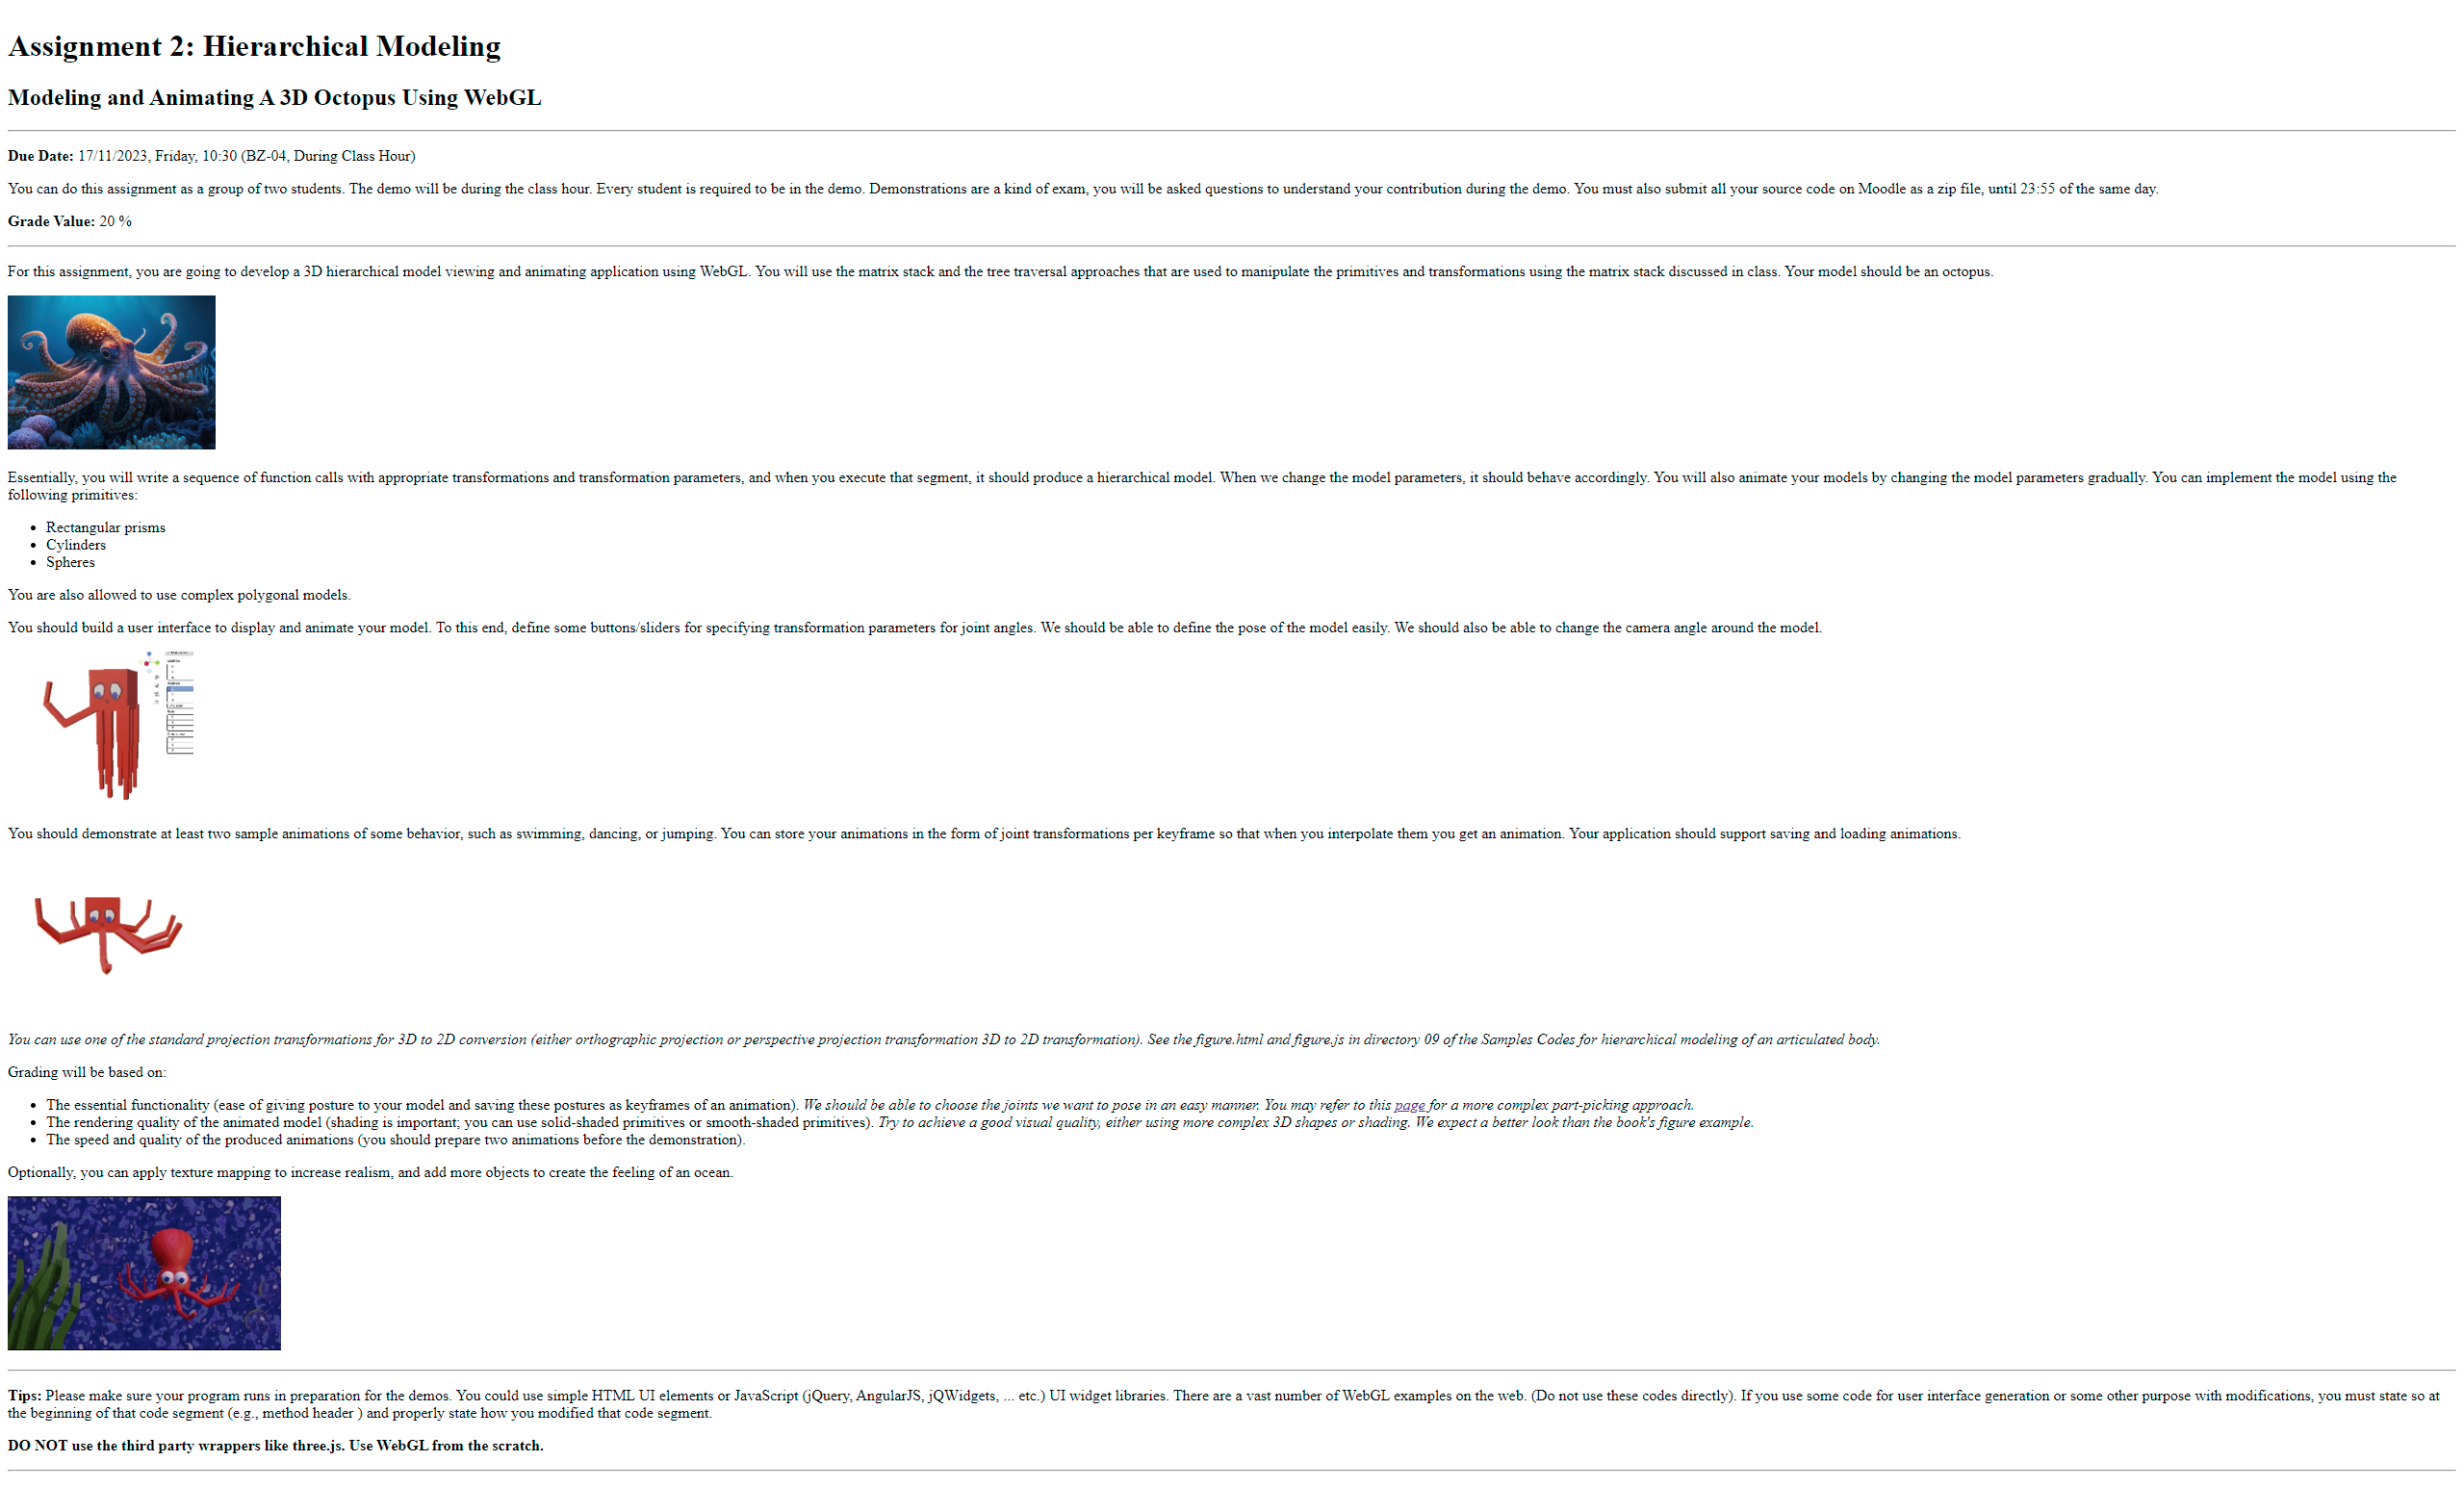 Assignment 2: Hierarchical Modeling
Modeling and Animating A 3D Octopus Using WebGL
Due Date: 17/11/2023, Friday, 10:30 (BZ-04, During Class Hour)
You can do this assignment as a group of two students. The demo will be during the class hour. Every student is required to be in the demo. Demonstrations are a kind of exam, you will be asked questions to understand your contribution during the demo. You must also submit all your source code on Moodle as a zip file, until 23:55 of the same day.
Grade Value: 20 %
For this assignment, you are going to develop a 3D hierarchical model viewing and animating application using WebGL. You will use the matrix stack and the tree traversal approaches that are used to manipulate the primitives and transformations using the matrix stack discussed in class. Your model should be an octopus.
Essentially, you will write a sequence of function calls with appropriate transformations and transformation parameters, and when you execute that segment, it should produce a hierarchical model. When we change the model parameters, it should behave accordingly. You will also animate your models by changing the model parameters gradually. You can implement the model using the
following primitives:
• Rectangular prisms
• Cylinders
• Spheres
You are also allowed to use complex polygonal models.
You should build a user interface to display and animate your model. To this end, define some buttons/sliders for specifying transformation parameters for joint angles. We should be able to define the pose of the model easily. We should also be able to change the camera angle around the model.
You should demonstrate at least two sample animations of some behavior, such as swimming, dancing, or jumping. You can store your animations in the form of joint transformations per keyframe so that when you interpolate them you get an animation. Your application should support saving and loading animations.
You can use one of the standard projection transformations for 3D to 2D conversion (either orthographic projection or perspective projection transformation 3D to 2D transformation). See the figure.html and figure.js in directory 09 of the Samples Codes for hierarchical modeling of an articulated body.
Grading will be based on:
• The essential functionality (ease of giving posture to your model and saving these postures as keyframes of an animation). We should be able to choose the joints we want to pose in an easy manner. You may refer to this page for a more complex part-picking approach.
• The rendering quality of the animated model (shading is important; you can use solid-shaded primitives or smooth-shaded primitives). Try to achieve a good visual quality, either using more complex 3D shapes or shading. We expect a better look than the book's figure example.
• The speed and quality of the produced animations (you should prepare two animations before the demonstration).
Optionally, you can apply texture mapping to increase realism, and add more objects to create the feeling of an ocean.
Tips: Please make sure your program runs in preparation for the demos. You could use simple HTML UI elements or JavaScript (jQuery, AngularJS, jQWidgets, ... etc.) UI widget libraries. There are a vast number of WebGL examples on the web. (Do not use these codes directly). If you use some code for user interface generation or some other purpose with modifications, you must state so at
the beginning of that code segment (e.g., method header ) and properly state how you modified that code segment.
DO NOT use the third party wrappers like three.js. Use WebGL from the scratch.